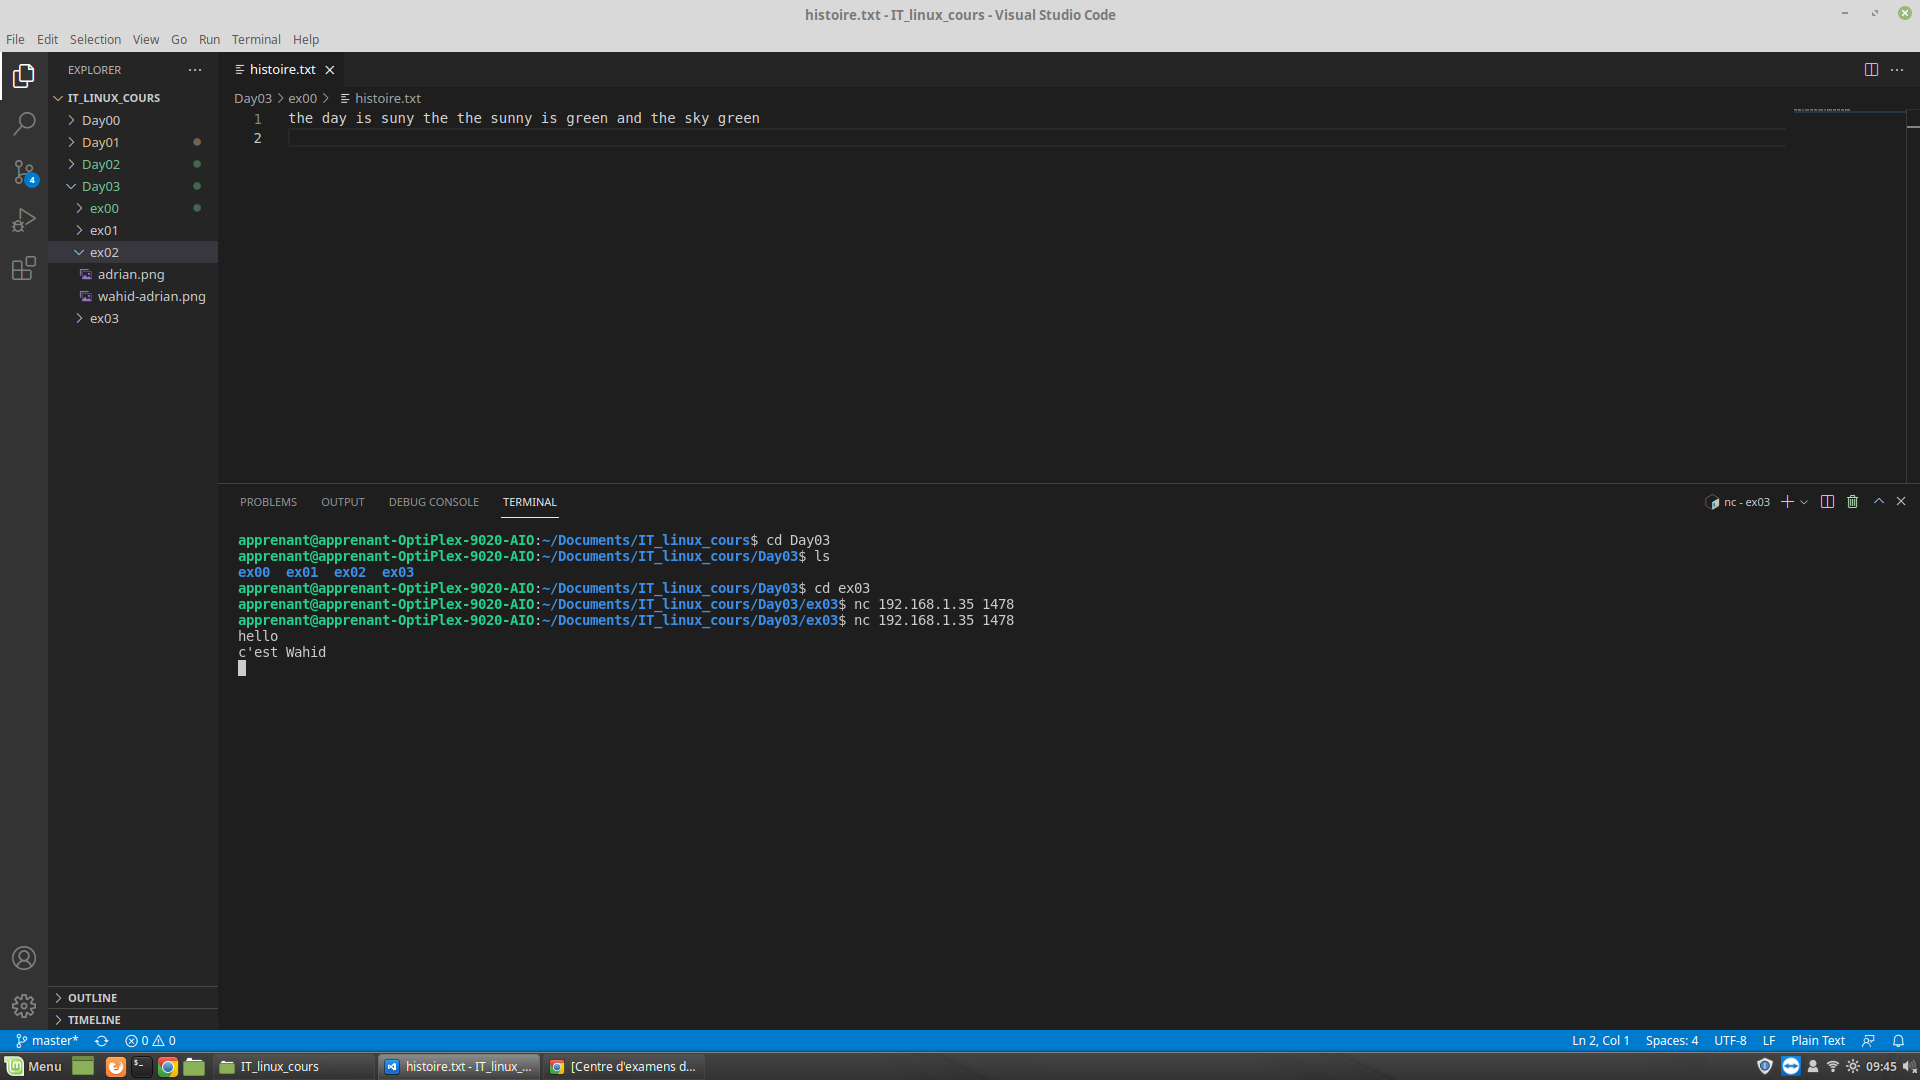 histoire.txt - IT_linux_cours - Visual Studio Code
File Edit Selection View Go Run Terminal Help
EXPLORER
IT_LINUX_COURS
Day00
Day01
Day02
Day03
ex00
ex01
ex02
adrian.png
wahid-adrian.png
ex03
OUTLINE
TIMELINE
4
histoire.txt
Day03 > ex00 > histoire.txt
1 the day is suny the the sunny is green and the sky green
2
PROBLEMS OUTPUT DEBUG CONSOLE TERMINAL
nc - ex03
apprenant@apprenant-OptiPlex-9020-AIO:~/Documents/IT_linux_cours$ cd Day03
apprenant@apprenant-OptiPlex-9020-AIO:~/Documents/IT_linux_cours/Day03$ ls
ex00 ex01 ex02 ex03
apprenant@apprenant-OptiPlex-9020-AIO:~/Documents/IT_linux_cours/Day03$ cd ex03
apprenant@apprenant-OptiPlex-9020-AIO:~/Documents/IT_linux_cours/Day03/ex03$ nc 192.168.1.35 1478
apprenant@apprenant-OptiPlex-9020-AIO:~/Documents/IT_linux_cours/Day03/ex03$ nc 192.168.1.35 1478
hello
c'est Wahid
master* 0 0 Ln 2, Col 1 Spaces: 4 UTF-8 LF Plain Text
Menu IT_linux_cours histoire.txt - IT_linux_... [Centre d'examens d... 09:45